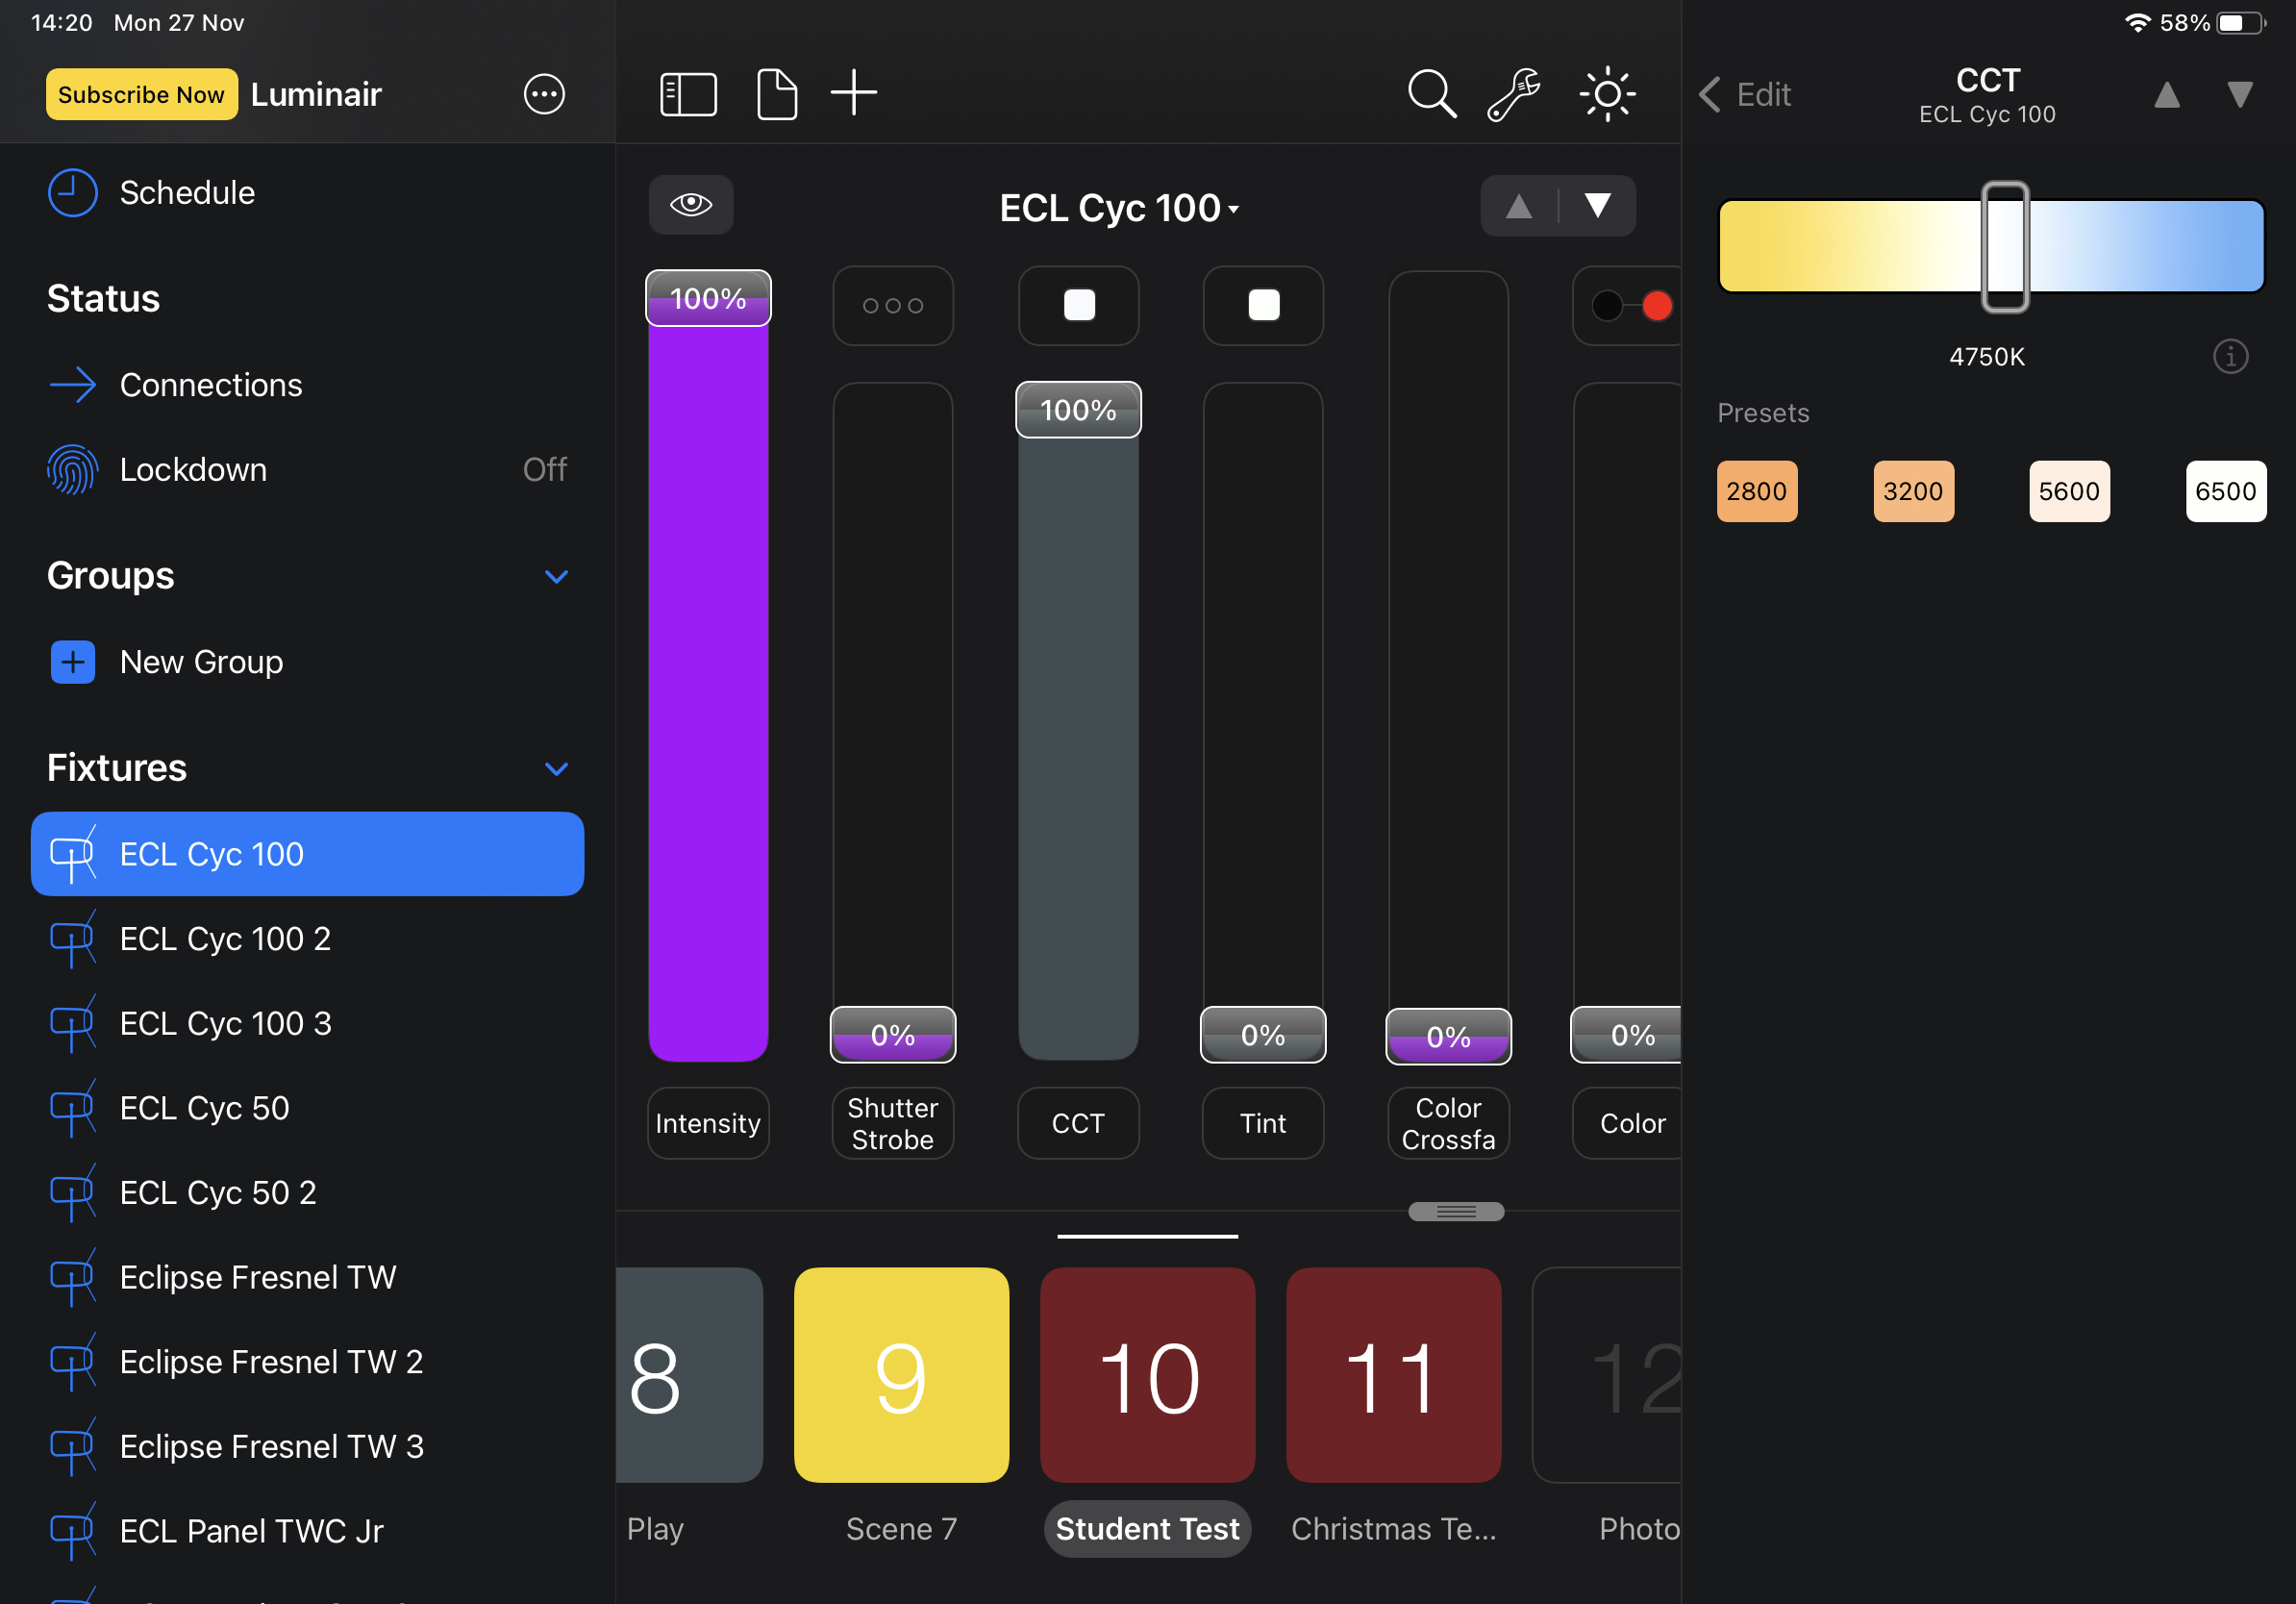 14:20 Mon 27 Nov
58%
Subscribe Now Luminair
Schedule
Status
Connections
Lockdown Off
Groups
New Group
Fixtures
ECL Cyc 100
ECL Cyc 100 2
ECL Cyc 100 3
ECL Cyc 50
ECL Cyc 50 2
Eclipse Fresnel TW
Eclipse Fresnel TW 2
Eclipse Fresnel TW 3
ECL Panel TWC Jr
ECL Cyc 100
100%
100%
0% 0% 0% 0%
Intensity
Shutter
Strobe
CCT
Tint
Color
Crossfa
Color
8 9 10 11 12
Play Scene 7 Student Test Christmas Te... Photo
Edit
CCT
ECL Cyc 100
4750K
Presets
2800 3200 5600 6500